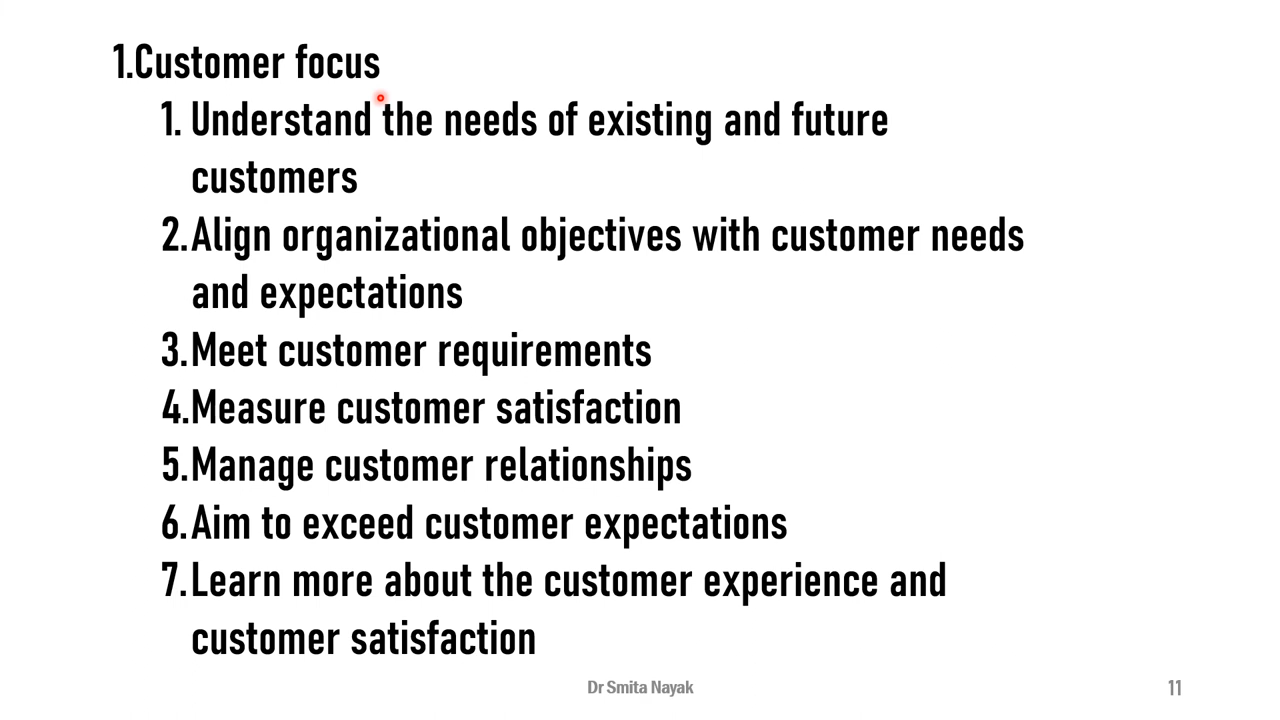 1.Customer focus
1. Understand the needs of existing and future
customers
2.Align organizational objectives with customer needs
and expectations
3.Meet customer requirements
4.Measure customer satisfaction
5.Manage customer relationships
6.Aim to exceed customer expectations
7.Learn more about the customer experience and
customer satisfaction
Dr Smita Nayak
11